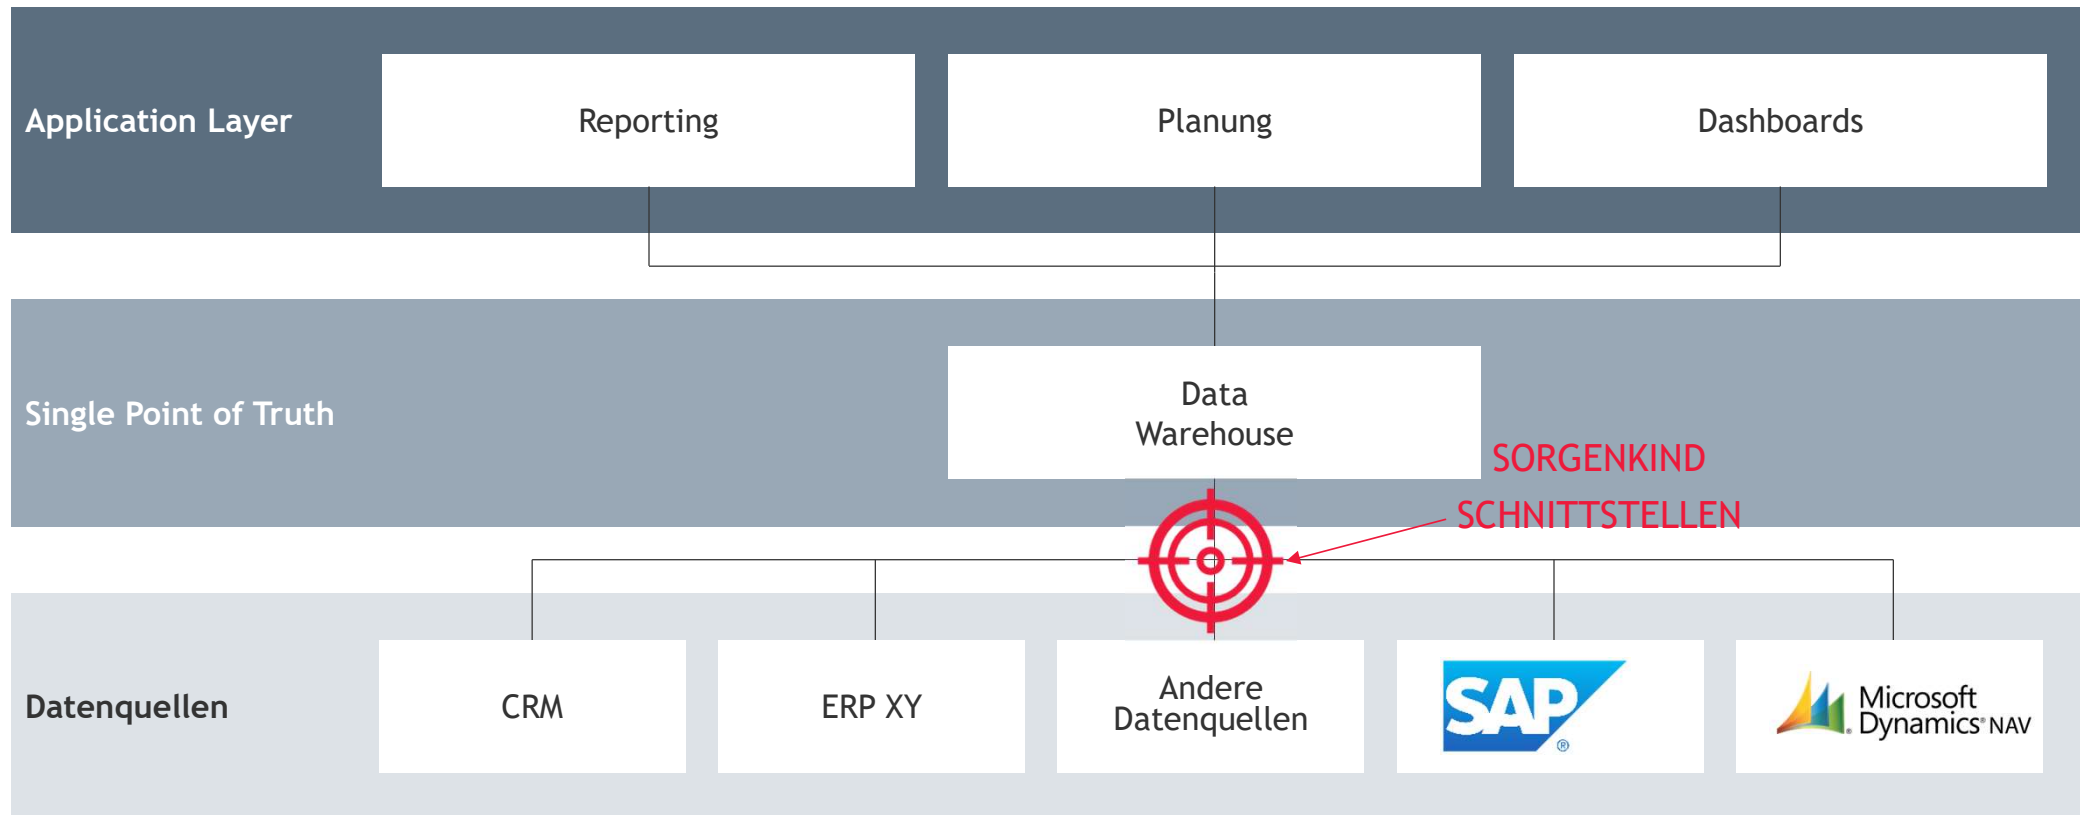 Application Layer
Reporting
Planung
Dashboards
Single Point of Truth
Data
Warehouse
SORGENKIND
SCHNITTSTELLEN
Datenquellen
CRM
ERP XY
Andere
Datenquellen
SAP®
Microsoft
Dynamics® NAV